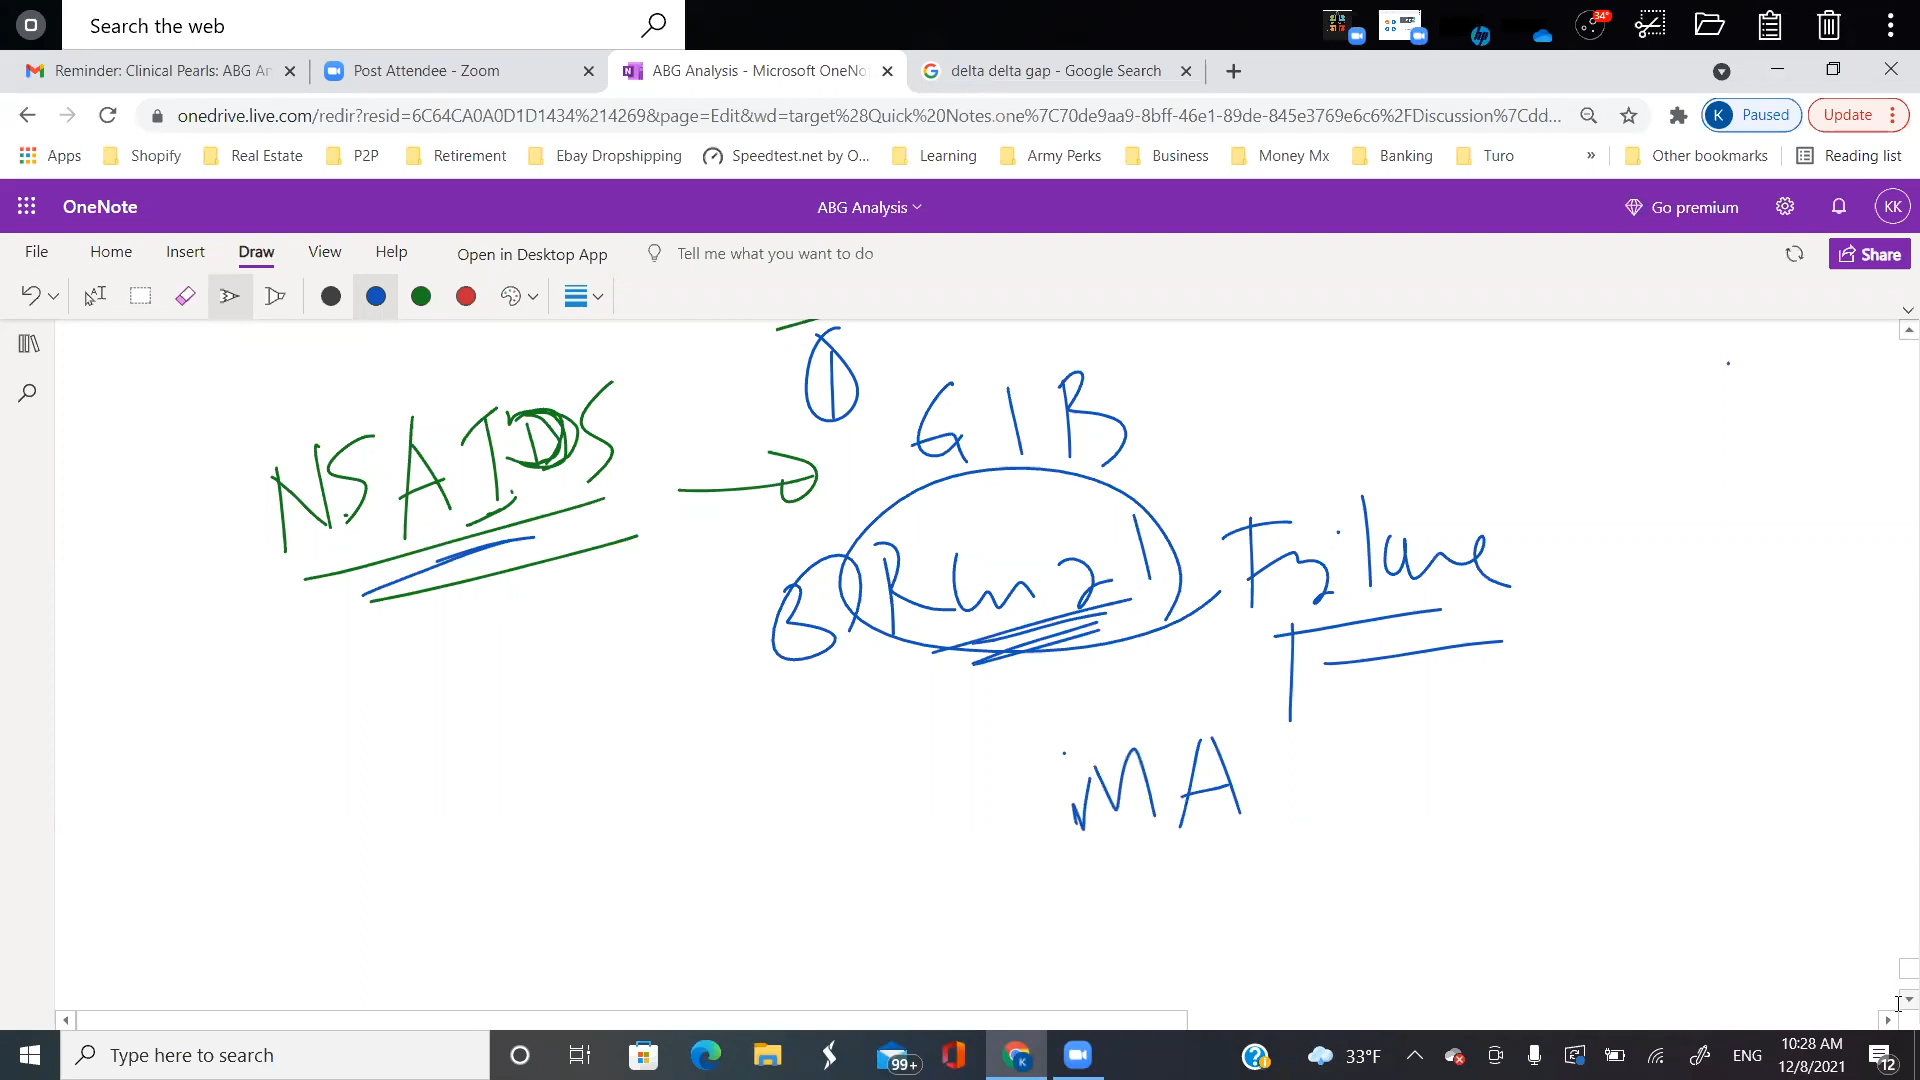 Search the web
34°
Reminder: Clinical Pearls: ABG Ar
Post Attendee - Zoom
ABG Analysis - Microsoft OneNo
delta delta gap - Google Search
onedrive.live.com/redir?resid=6C64CA0A0D1D1434%214269&page=Edit&wd=target%28Quick%20Notes.one%7C70de9aa9-8bff-46e1-89de-845e3769e6c6%2FDiscussion%7Cdd...
K Paused
Update
Apps Shopify Real Estate P2P Retirement Ebay Dropshipping Speedtest.net by O... Learning Army Perks Business Money Mx Banking Turo » Other bookmarks Reading list
OneNote
ABG Analysis
Go premium
KK
File Home Insert Draw View Help Open in Desktop App Tell me what you want to do
Share
1
GIB
NSAIDS
MA
Type here to search
99+
33°F
ENG
10:28 AM
12/8/2021
12